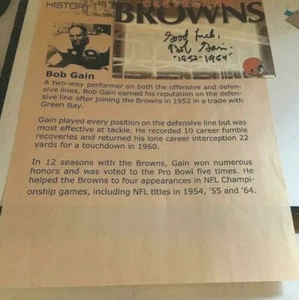 HISTORY
CLEVELAND
BROWNS
Good Luck,
Bob Gain
"1952-1964"
Bob Gain
A two-way performer on both the offensive and defen-
sive lines, Bob Gain earned his reputation on the defen-
sive line after joining the Browns in 1952 in a trade with
Green Bay.
Gain played every position on the defensive line but was
most effective at tackle. He recorded 10 career fumble
recoveries and returned his lone career interception 22
yards for a touchdown in 1960.
In 12 seasons with the Browns, Gain won numerous
honors and was voted to the Pro Bowl five times. He
helped the Browns to four appearances in NFL Champi-
onship games, including NFL titles in 1954, '55 and '64.